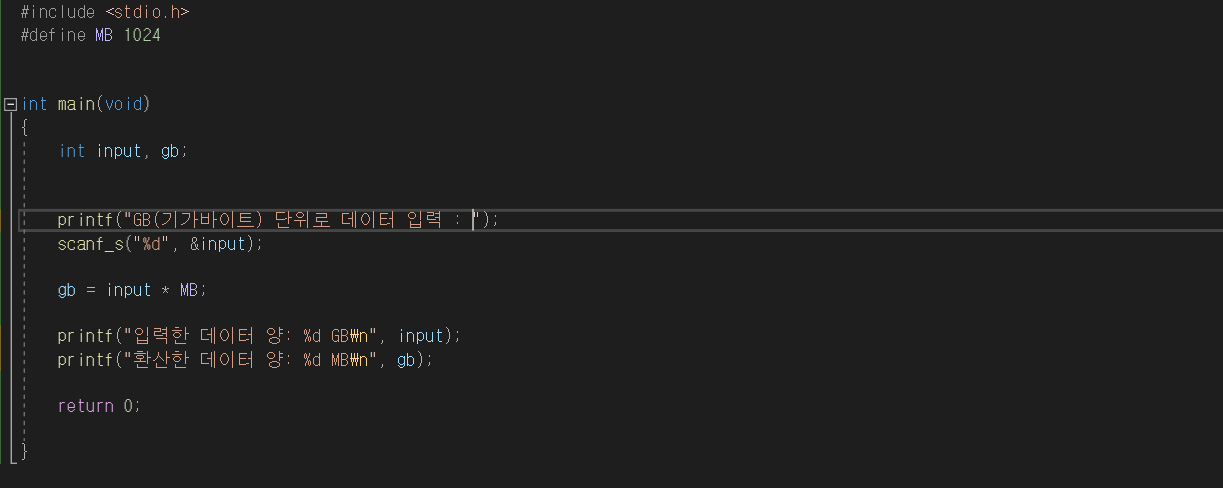 #include <stdio.h>
#define MB 1024
int main(void)
{
int input, gb;
printf("GB(기가바이트) 단위로 데이터 입력 : ");
scanf_s("%d", &input);
gb = input * MB;
printf("입력한 데이터 양: %d GB₩n", input);
printf("환산한 데이터 양: %d MB₩n", gb);
return 0;
}